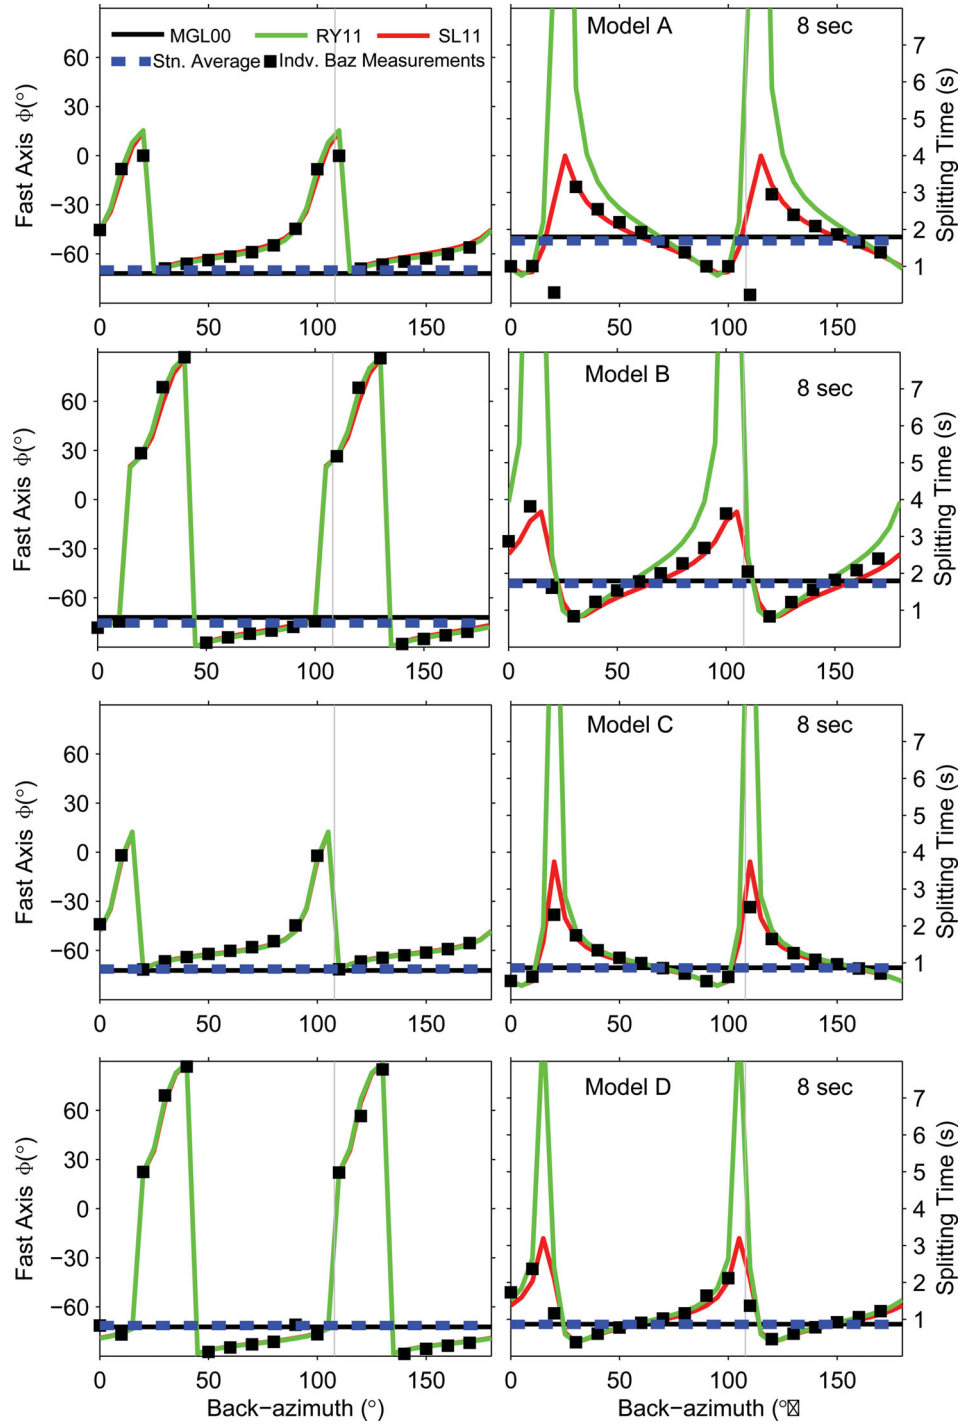 MGL00 RY11 SL11
Stn. Average Indv. Baz Measurements
Model A 8 sec
Fast Axis Φ(°)
60
30
0
−30
−60
0 50 100 150
Splitting Time (s)
7
6
5
4
3
2
1
0 50 100 150
Model B 8 sec
Fast Axis Φ(°)
60
30
0
−30
−60
0 50 100 150
Splitting Time (s)
7
6
5
4
3
2
1
0 50 100 150
Model C 8 sec
Fast Axis Φ(°)
60
30
0
−30
−60
0 50 100 150
Splitting Time (s)
7
6
5
4
3
2
1
0 50 100 150
Model D 8 sec
Fast Axis Φ(°)
60
30
0
−30
−60
0 50 100 150
Back−azimuth (°)
Splitting Time (s)
7
6
5
4
3
2
1
0 50 100 150
Back−azimuth (°